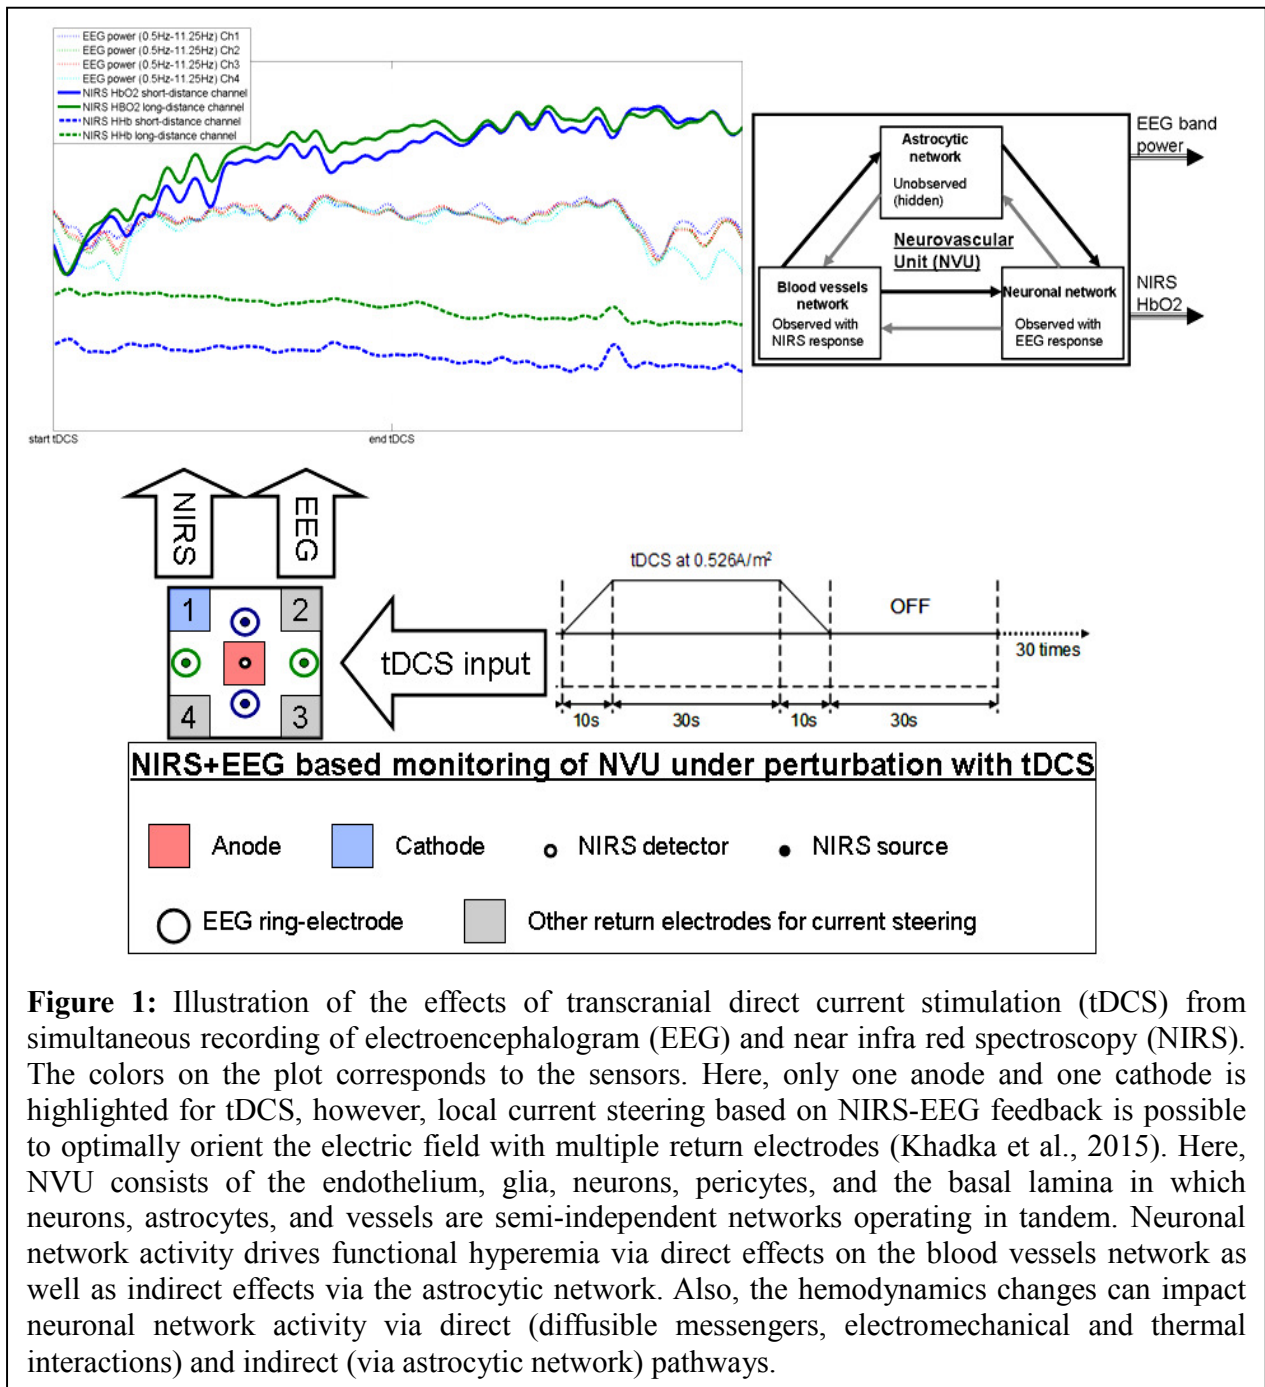 EEG power (0.5Hz-11.25Hz) Ch1
EEG power (0.5Hz-11.25Hz) Ch2
EEG power (0.5Hz-11.25Hz) Ch3
EEG power (0.5Hz-11.25Hz) Ch4
NIRS HbO2 short-distance channel
NIRS HBO2 long-distance channel
NIRS HHb short-distance channel
NIRS HHb long-distance channel
start tDCS
end tDCS
Astrocytic
network
Unobserved
(hidden)
Neurovascular
Unit (NVU)
Blood vessels
network
Observed with
NIRS response
Neuronal network
Observed with
EEG response
EEG band
power
NIRS
HbO2
NIRS
EEG
1
2
4
3
tDCS input
tDCS at 0.526A/m²
OFF
30 times
10s
30s
10s
30s
NIRS+EEG based monitoring of NVU under perturbation with tDCS
Anode
Cathode
NIRS detector
NIRS source
EEG ring-electrode
Other return electrodes for current steering
Figure 1: Illustration of the effects of transcranial direct current stimulation (tDCS) from
simultaneous recording of electroencephalogram (EEG) and near infra red spectroscopy (NIRS).
The colors on the plot corresponds to the sensors. Here, only one anode and one cathode is
highlighted for tDCS, however, local current steering based on NIRS-EEG feedback is possible
to optimally orient the electric field with multiple return electrodes (Khadka et al., 2015). Here,
NVU consists of the endothelium, glia, neurons, pericytes, and the basal lamina in which
neurons, astrocytes, and vessels are semi-independent networks operating in tandem. Neuronal
network activity drives functional hyperemia via direct effects on the blood vessels network as
well as indirect effects via the astrocytic network. Also, the hemodynamics changes can impact
neuronal network activity via direct (diffusible messengers, electromechanical and thermal
interactions) and indirect (via astrocytic network) pathways.